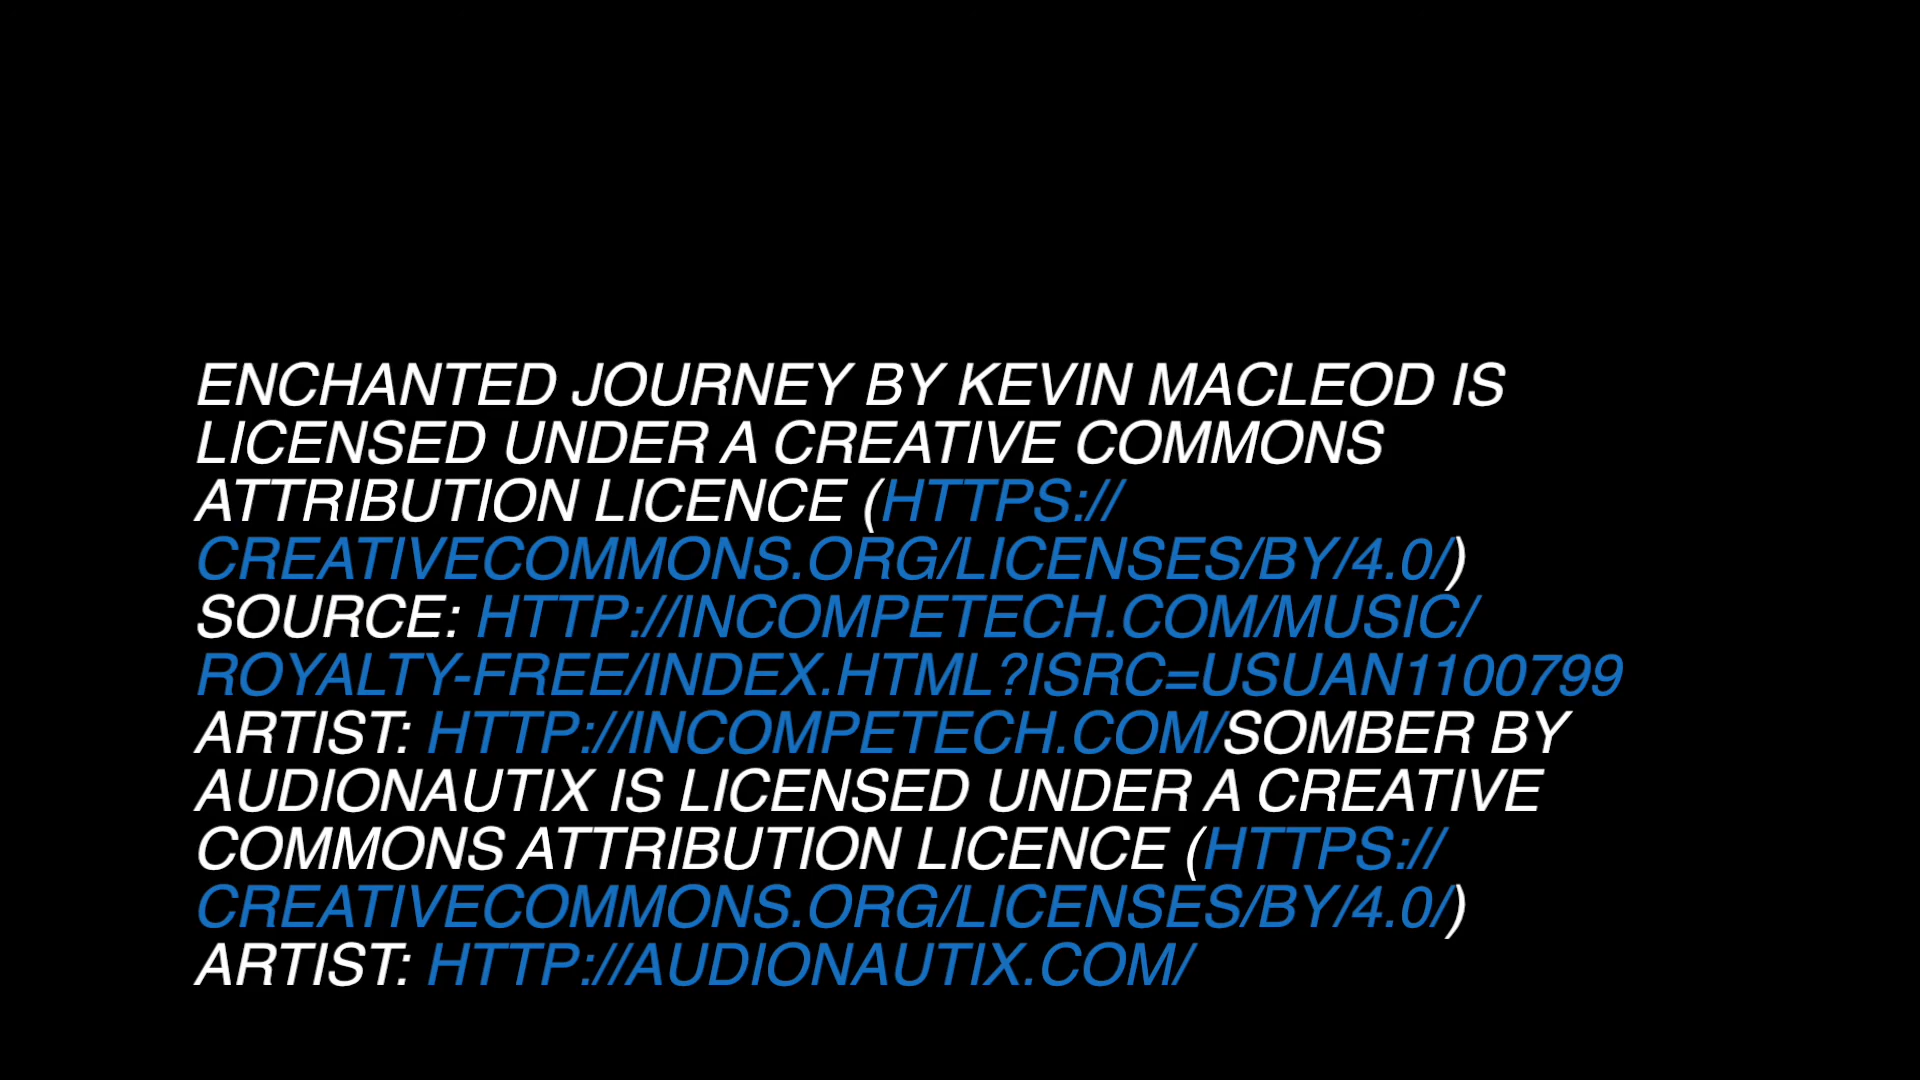 ENCHANTED JOURNEY BY KEVIN MACLEOD IS
LICENSED UNDER A CREATIVE COMMONS
ATTRIBUTION LICENCE (HTTPS://
CREATIVECOMMONS.ORG/LICENSES/BY/4.0/)
SOURCE: HTTP://INCOMPETECH.COM/MUSIC/
ROYALTY-FREE/INDEX.HTML?ISRC=USUAN1100799
ARTIST: HTTP://INCOMPETECH.COM/SOMBER BY
AUDIONAUTIX IS LICENSED UNDER A CREATIVE
COMMONS ATTRIBUTION LICENCE (HTTPS://
CREATIVECOMMONS.ORG/LICENSES/BY/4.0/)
ARTIST: HTTP://AUDIONAUTIX.COM/